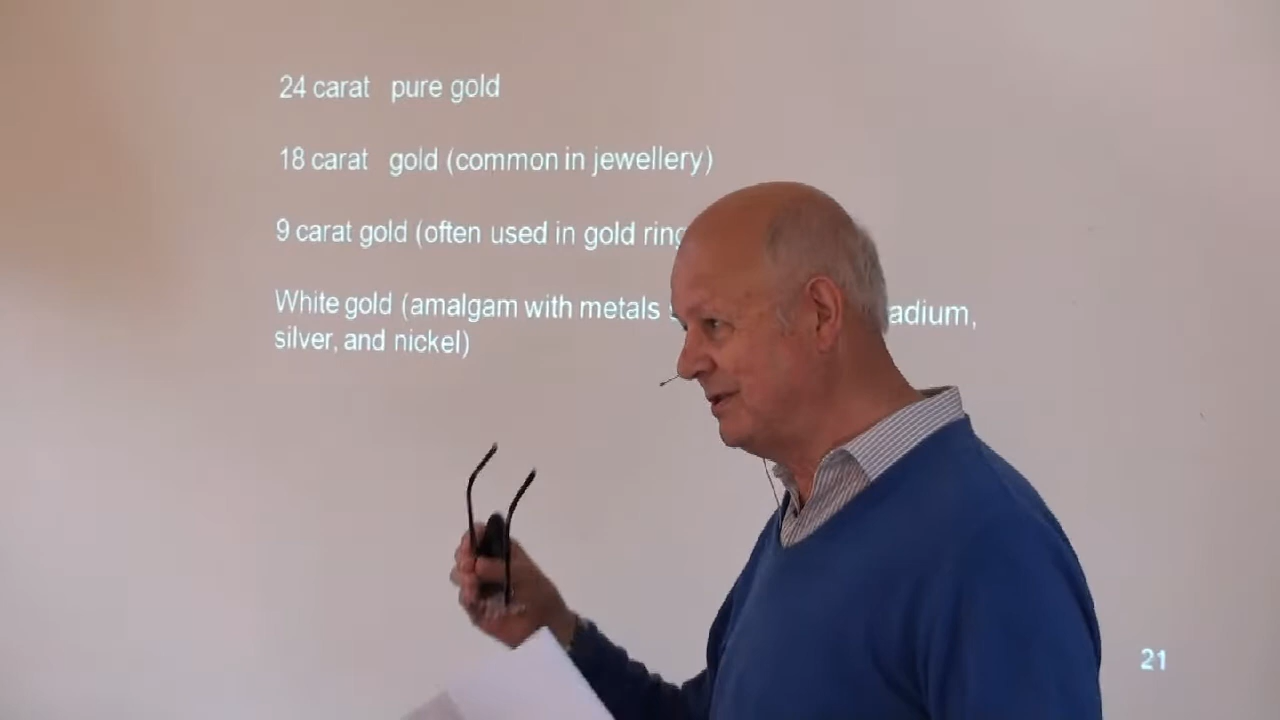 24 carat pure gold
18 carat gold (common in jewellery)
9 carat gold (often used in gold ring
White gold (amalgam with metals
silver, and nickel)
21